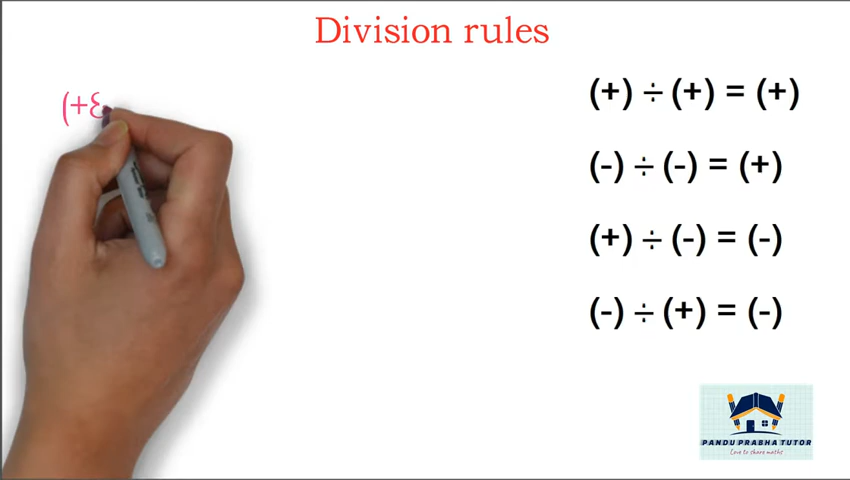 Division rules
(+
(+) ÷ (+) = (+)
(-) ÷ (-) = (+)
(+) ÷ (-) = (-)
(-) ÷ (+) = (-)
PANDU PRABHA TUTOR
Love to share maths